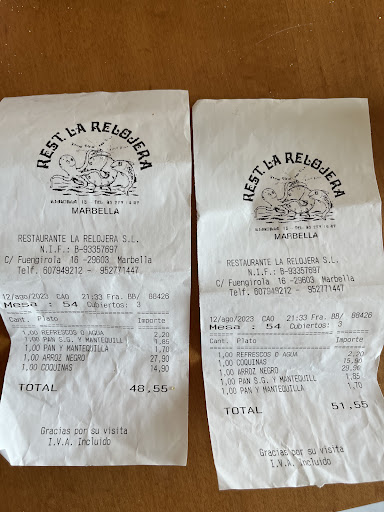 REST. LA RELOJERA
MARBELLA
RESTAURANTE LA RELOJERA S.L.
N.I.F.: B-93357697
C/ Fuengirola 16 -29603 Marbella
Telf. 607949212 - 952771447
12/ago/2023 CAO 21:33 Fra. BB/ 60426
Mesa : 54 Cubiertos: 3
Cant. Plato Importe
1,00 REFRESCOS O AGUA 2,20
1,00 PAN S.G. Y MANTEQUILL 1,85
1,00 PAN Y MANTEQUILLA 1,70
1,00 ARROZ NEGRO 27,90
1,00 COQUINAS 14,90
TOTAL 48,55
Gracias por su visita
I.V.A. Incluido
REST. LA RELOJERA
MARBELLA
RESTAURANTE LA RELOJERA S.L.
N.I.F.: B-93357697
C/ Fuengirola 16 -29603 Marbella
Telf. 607949212 - 952771447
12/ago/2023 CAO 21:33 Fra. BB/ 60426
Mesa : 54 Cubiertos: 3
Cant. Plato Importe
1,00 REFRESCOS O AGUA 2,20
1,00 COQUINAS 15,90
1,00 ARROZ NEGRO 29,90
1,00 PAN S.G. Y MANTEQUILL 1,85
1,00 PAN Y MANTEQUILLA 1,70
TOTAL 51,55
Gracias por su visita
I.V.A. Incluido